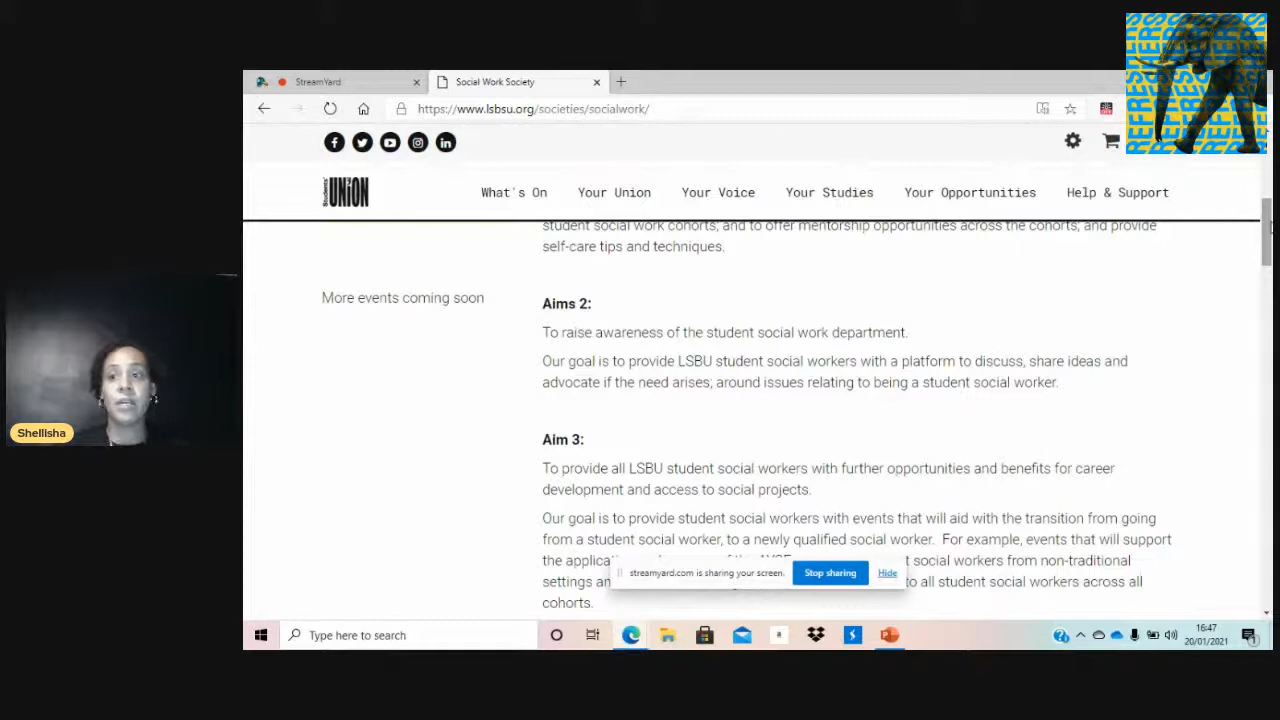 REFRESHERS
StreamYard
Social Work Society
https://www.lsbsu.org/societies/socialwork/
Students' UNION
What's On
Your Union
Your Voice
Your Studies
Your Opportunities
Help & Support
student social work cohorts; and to offer mentorship opportunities across the cohorts; and provide
self-care tips and techniques.
More events coming soon
Aims 2:
To raise awareness of the student social work department.
Our goal is to provide LSBU student social workers with a platform to discuss, share ideas and
advocate if the need arises; around issues relating to being a student social worker.
Aim 3:
To provide all LSBU student social workers with further opportunities and benefits for career
development and access to social projects.
Our goal is to provide student social workers with events that will aid with the transition from going
from a student social worker, to a newly qualified social worker. For example, events that will support
the social workers from non-traditional
settings to all student social workers across all
cohorts.
streamyard.com is sharing your screen.
Stop sharing
Hide
Shellisha
Type here to search
16:47
20/01/2021